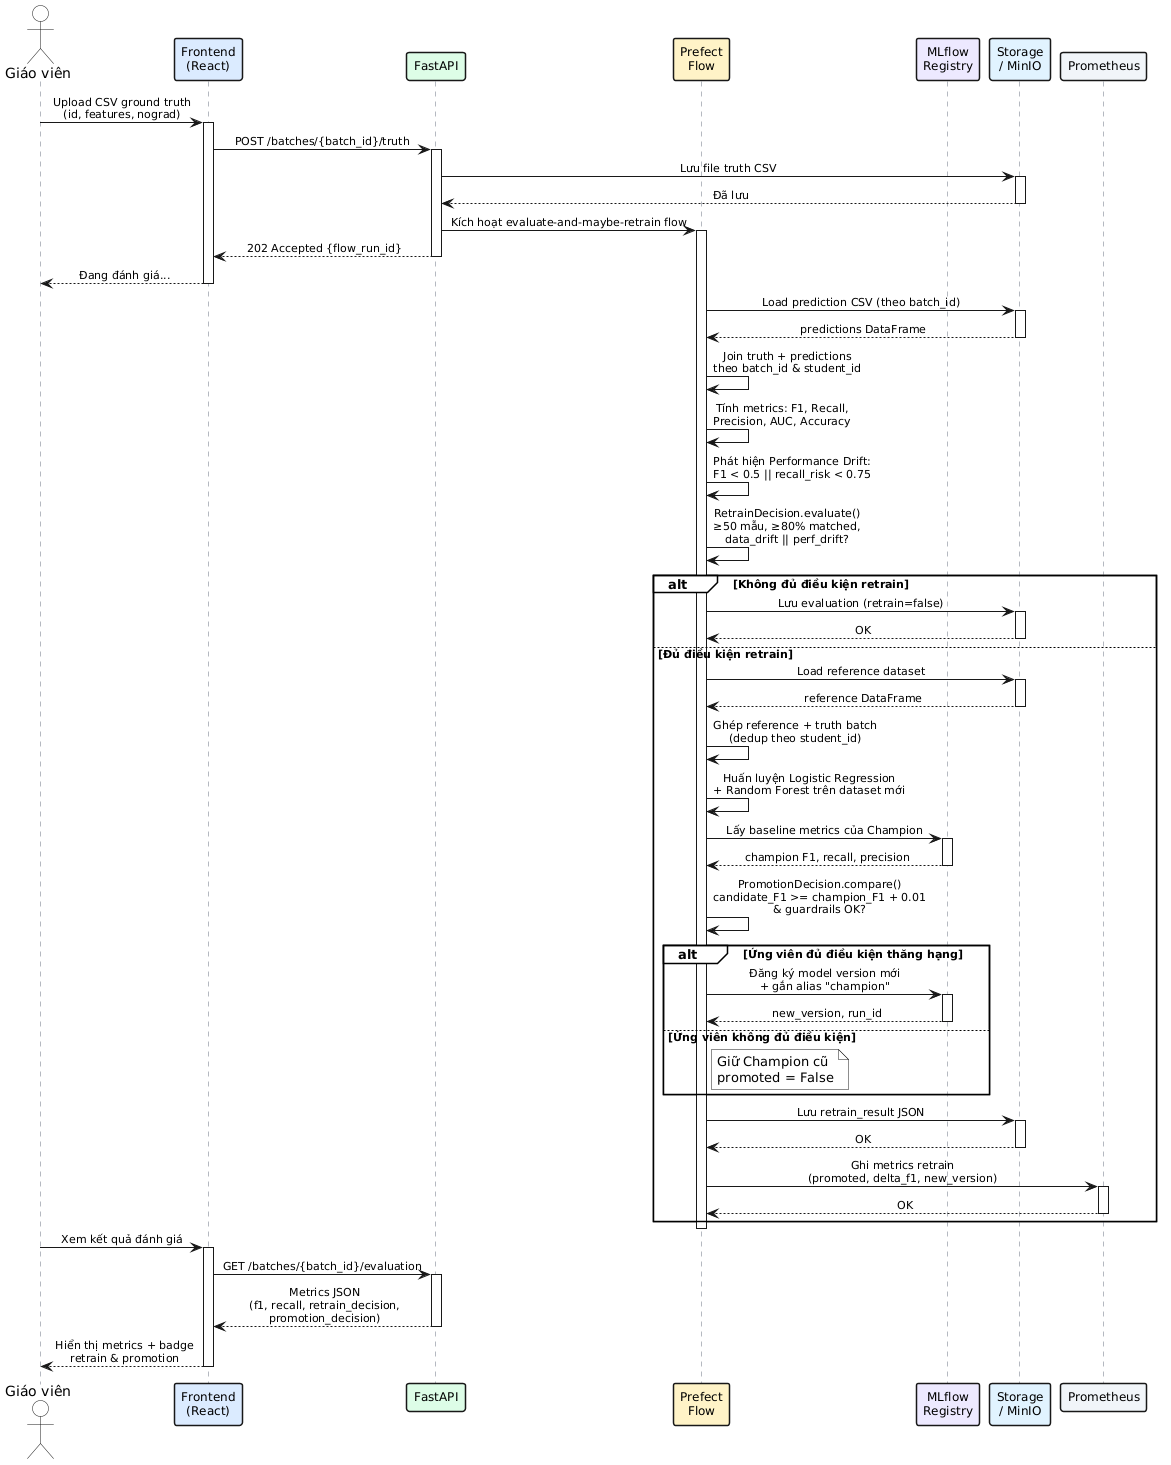 Giáo viên
Frontend
(React)
FastAPI
Prefect
Flow
MLflow
Registry
Storage
/ MinIO
Prometheus
Upload CSV ground truth
(id, features, nograd)
POST /batches/{batch_id}/truth
Lưu file truth CSV
Đã lưu
Kích hoạt evaluate-and-maybe-retrain flow
202 Accepted {flow_run_id}
Đang đánh giá...
Load prediction CSV (theo batch_id)
predictions DataFrame
Join truth + predictions
theo batch_id & student_id
Tính metrics: F1, Recall,
Precision, AUC, Accuracy
Phát hiện Performance Drift:
F1 < 0.5 || recall_risk < 0.75
RetrainDecision.evaluate()
≥50 mẫu, ≥80% matched,
data_drift || perf_drift?
alt
[Không đủ điều kiện retrain]
Lưu evaluation (retrain=false)
OK
[Đủ điều kiện retrain]
Load reference dataset
reference DataFrame
Ghép reference + truth batch
(dedup theo student_id)
Huấn luyện Logistic Regression
+ Random Forest trên dataset mới
Lấy baseline metrics của Champion
champion F1, recall, precision
PromotionDecision.compare()
candidate_F1 >= champion_F1 + 0.01
& guardrails OK?
alt
[Ứng viên đủ điều kiện thăng hạng]
Đăng ký model version mới
+ gắn alias "champion"
new_version, run_id
[Ứng viên không đủ điều kiện]
Giữ Champion cũ
promoted = False
Lưu retrain_result JSON
OK
Ghi metrics retrain
(promoted, delta_f1, new_version)
OK
Xem kết quả đánh giá
GET /batches/{batch_id}/evaluation
Metrics JSON
(f1, recall, retrain_decision,
promotion_decision)
Hiển thị metrics + badge
retrain & promotion
Giáo viên
Frontend
(React)
FastAPI
Prefect
Flow
MLflow
Registry
Storage
/ MinIO
Prometheus